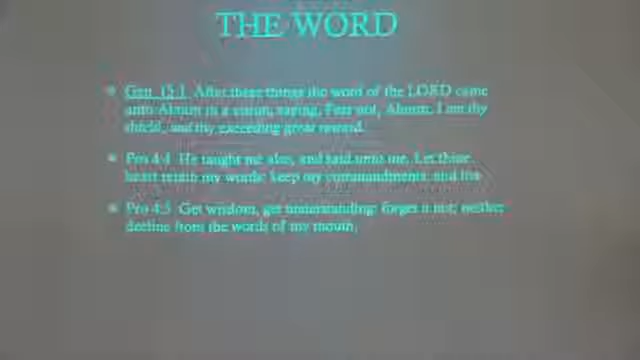 THE WORD
Gen. 15:1 After these things the word of the LORD came
unto Abram in a vision, saying, Fear not, Abram: I am thy
shield, and thy exceeding great reward.
Pro 4:4 He taught me also, and said unto me, Let thine
heart retain my words: keep my commandments, and live
Pro 4:5 Get wisdom, get understanding: forget it not; neither
decline from the words of my mouth.